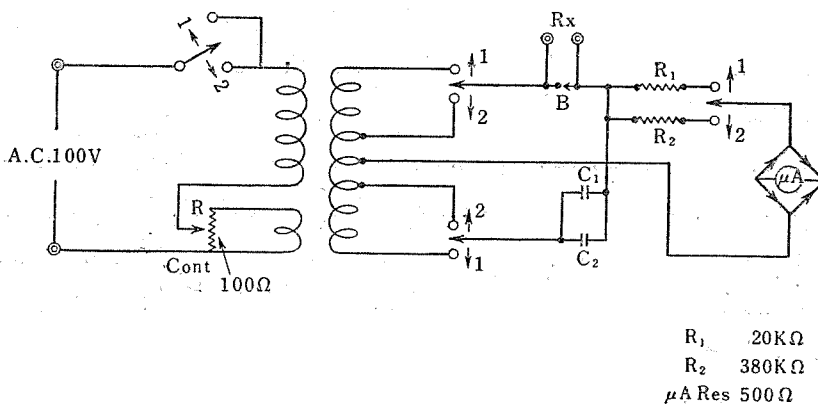 1
2
Rx
1
2
B
R₁
1
R₂
2
A.C.100V
μA
C₁
2
R
1
C₂
Cont
100Ω
R₁ 20KΩ
R₂ 380KΩ
μA Res 500Ω